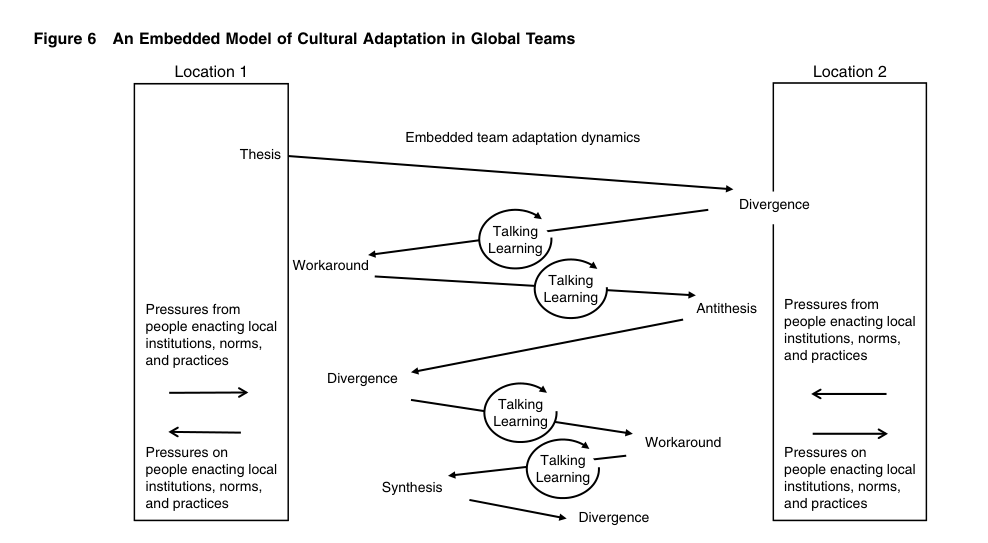 Figure 6 An Embedded Model of Cultural Adaptation in Global Teams
Location 1
Location 2
Embedded team adaptation dynamics
Thesis
Divergence
Talking
Learning
Workaround
Talking
Learning
Antithesis
Pressures from
people enacting local
institutions, norms,
and practices
Pressures from
people enacting local
institutions, norms,
and practices
Divergence
Talking
Learning
Workaround
Pressures on
people enacting local
institutions, norms,
and practices
Talking
Learning
Synthesis
Divergence
Pressures on
people enacting local
institutions, norms,
and practices